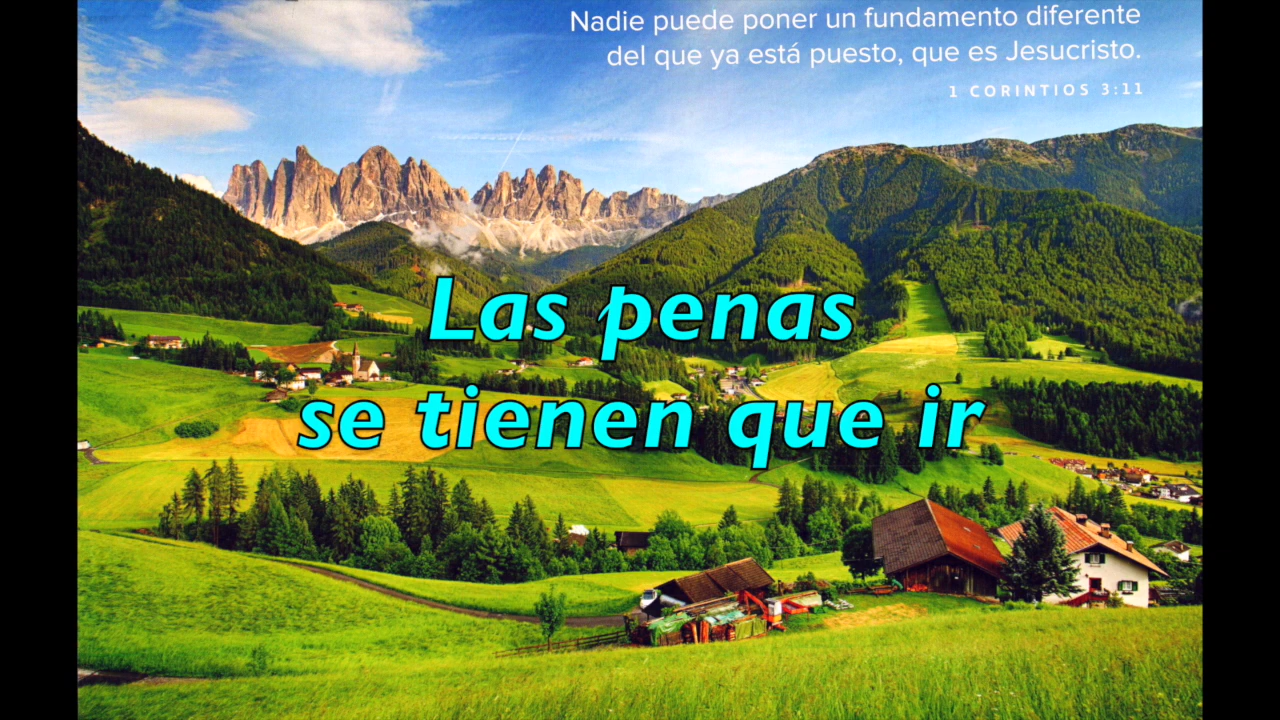 Nadie puede poner un fundamento diferente
del que ya está puesto, que es Jesucristo.
1 CORINTIOS 3:11
Las penas
se tienen que ir